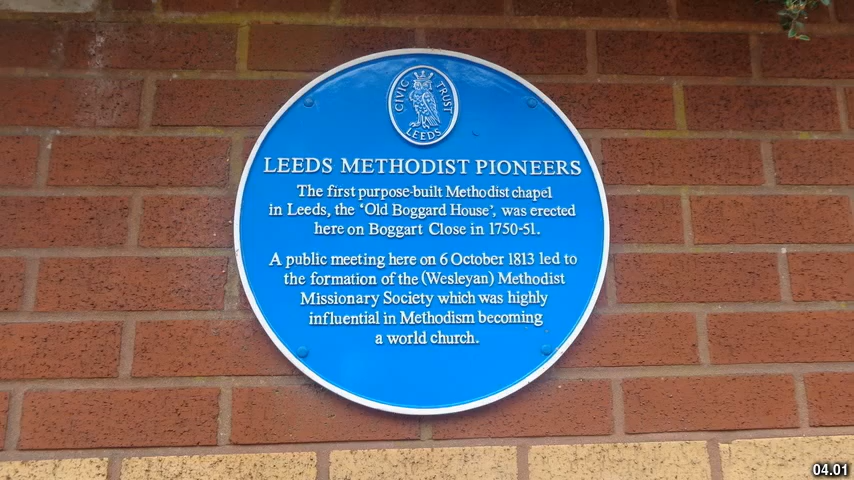 CIVIC TRUST
LEEDS
LEEDS METHODIST PIONEERS
The first purpose-built Methodist chapel
in Leeds, the 'Old Boggard House', was erected
here on Boggart Close in 1750-51.
A public meeting here on 6 October 1813 led to
the formation of the (Wesleyan) Methodist
Missionary Society which was highly
influential in Methodism becoming
a world church.
04.01